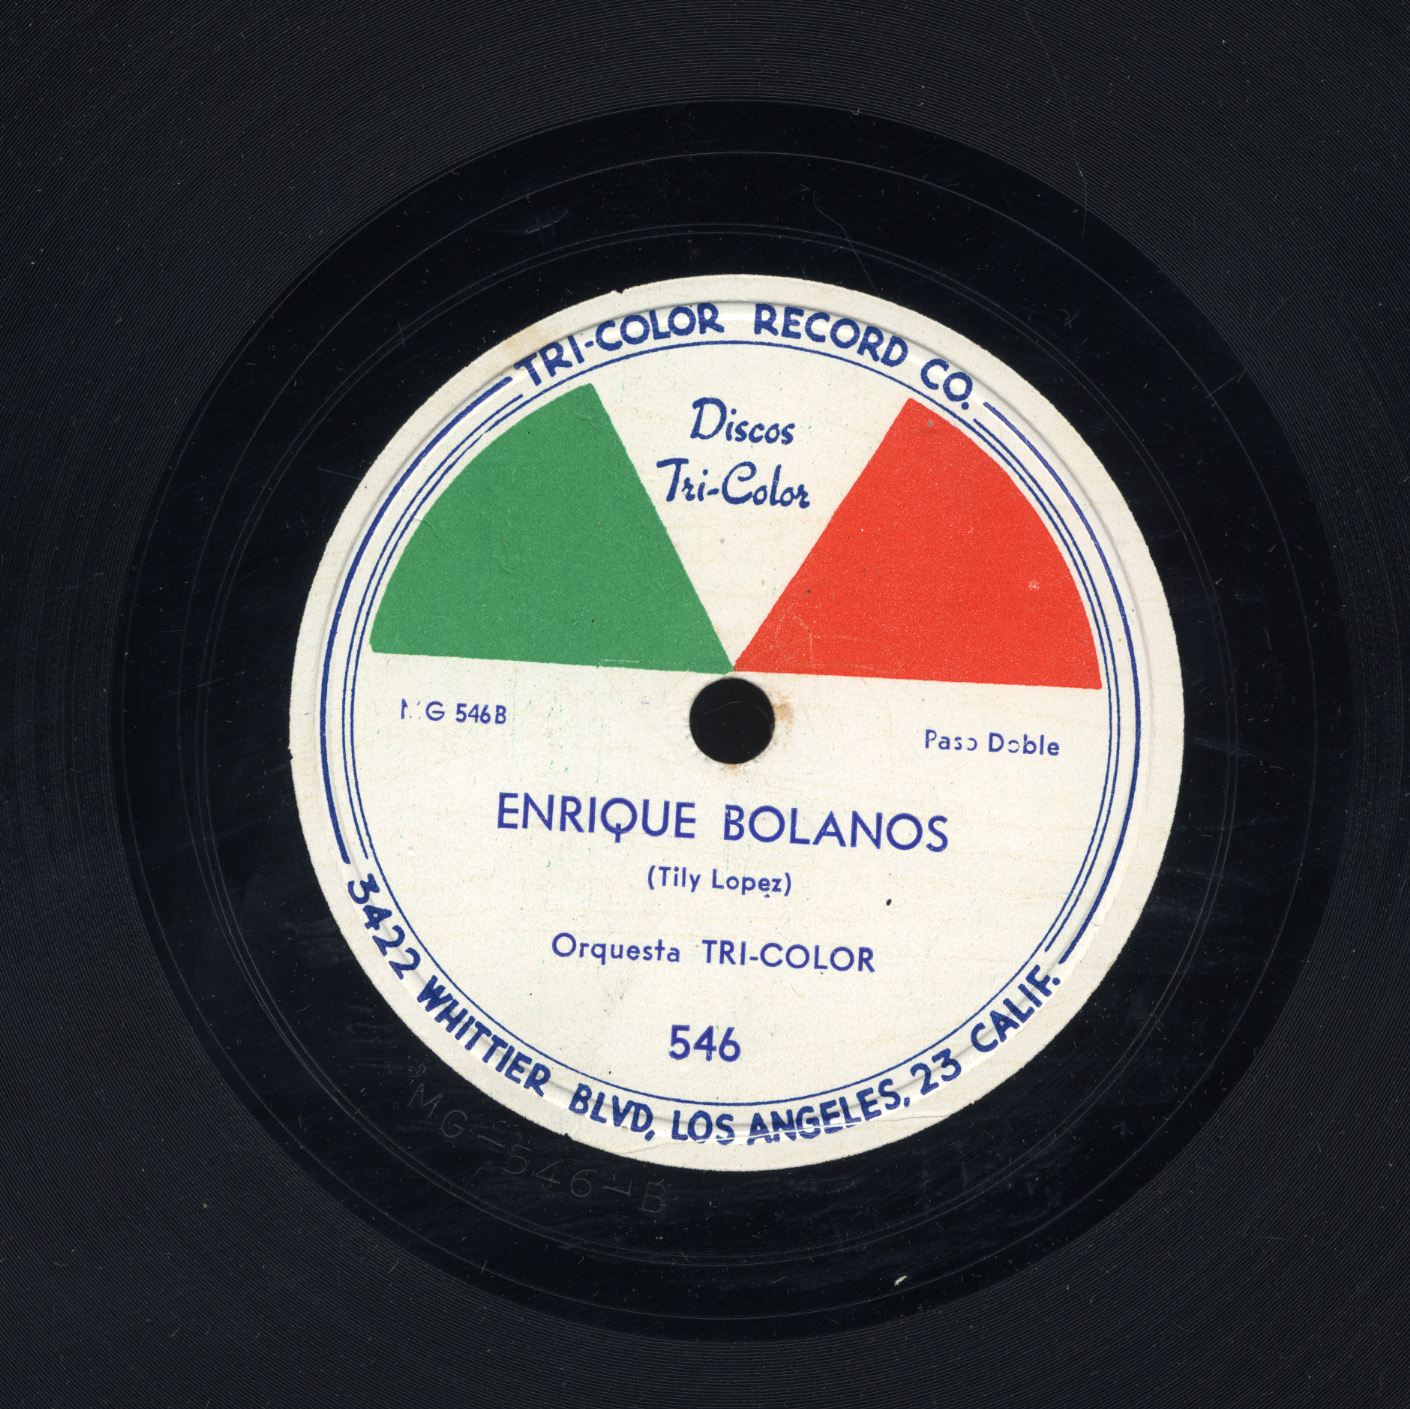 TRI-COLOR RECORD CO.
Discos
Tri-Color
MG 546B
Paso Doble
ENRIQUE BOLANOS
(Tily Lopez)
Orquesta TRI-COLOR
546
3422 WHITTIER BLVD, LOS ANGELES, 23 CALIF.
MG-546-B